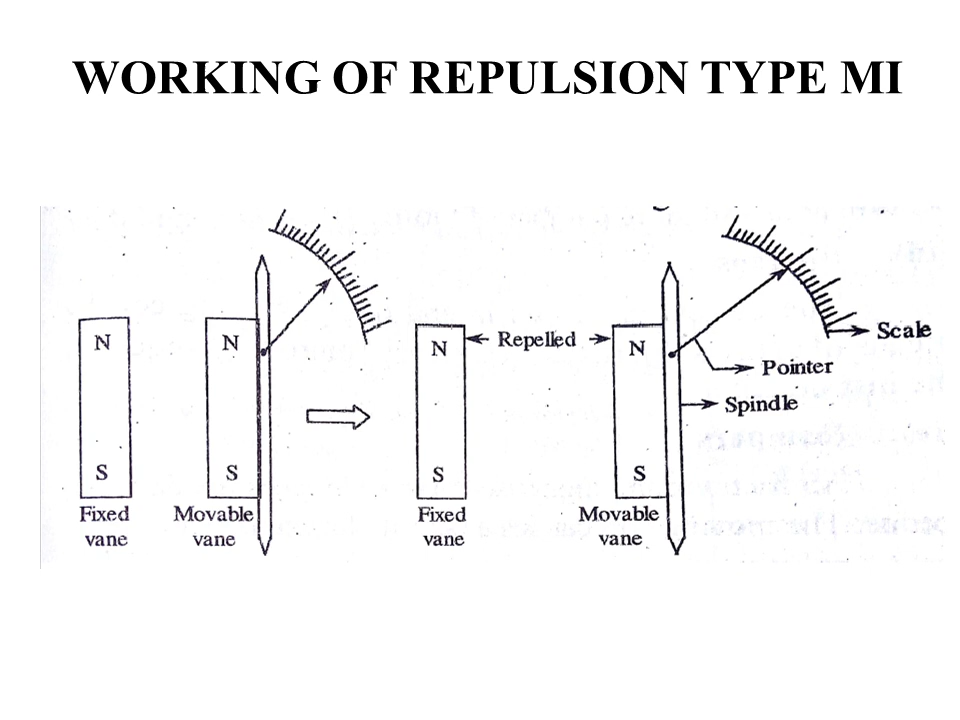 WORKING OF REPULSION TYPE MI
N
S
Fixed
vane
N
S
Movable
vane
N
S
Fixed
vane
Repelled
N
S
Movable
vane
Scale
Pointer
Spindle